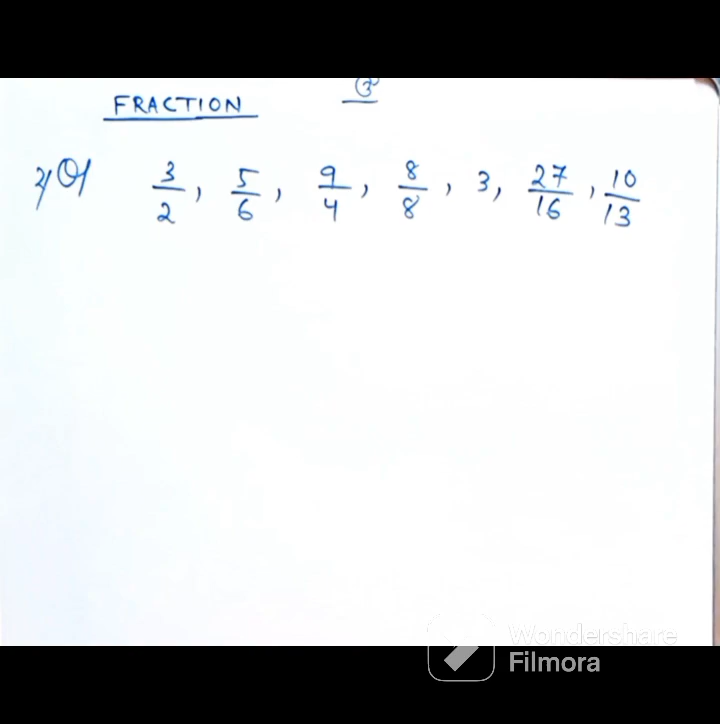 FRACTION
3/2, 5/6, 9/4, 8/8, 3, 27/16, 10/13
Wondershare
Filmora